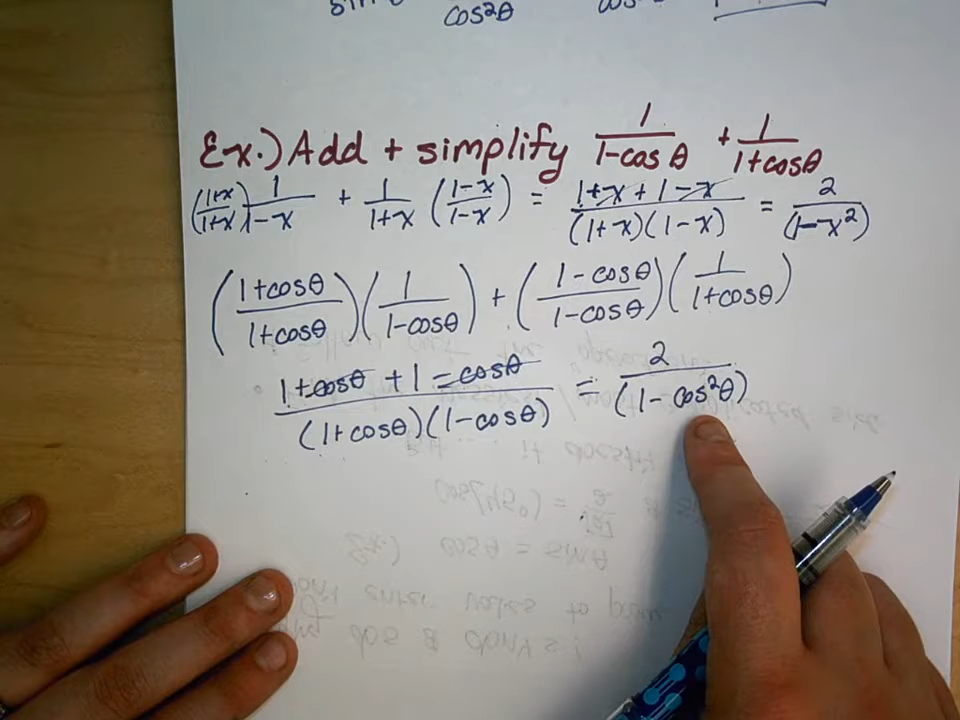 cos²θ
Ex.) Add + simplify 1/(1-cosθ) + 1/(1+cosθ)
((1+x)/(1+x)) 1/(1-x) + 1/(1+x) ((1-x)/(1-x)) = (1+x+1-x)/((1+x)(1-x)) = 2/(1-x²)
((1+cosθ)/(1+cosθ))(1/(1-cosθ)) + ((1-cosθ)/(1-cosθ))(1/(1+cosθ))
(1+cosθ+1-cosθ)/((1+cosθ)(1-cosθ)) = 2/(1-cos²θ)